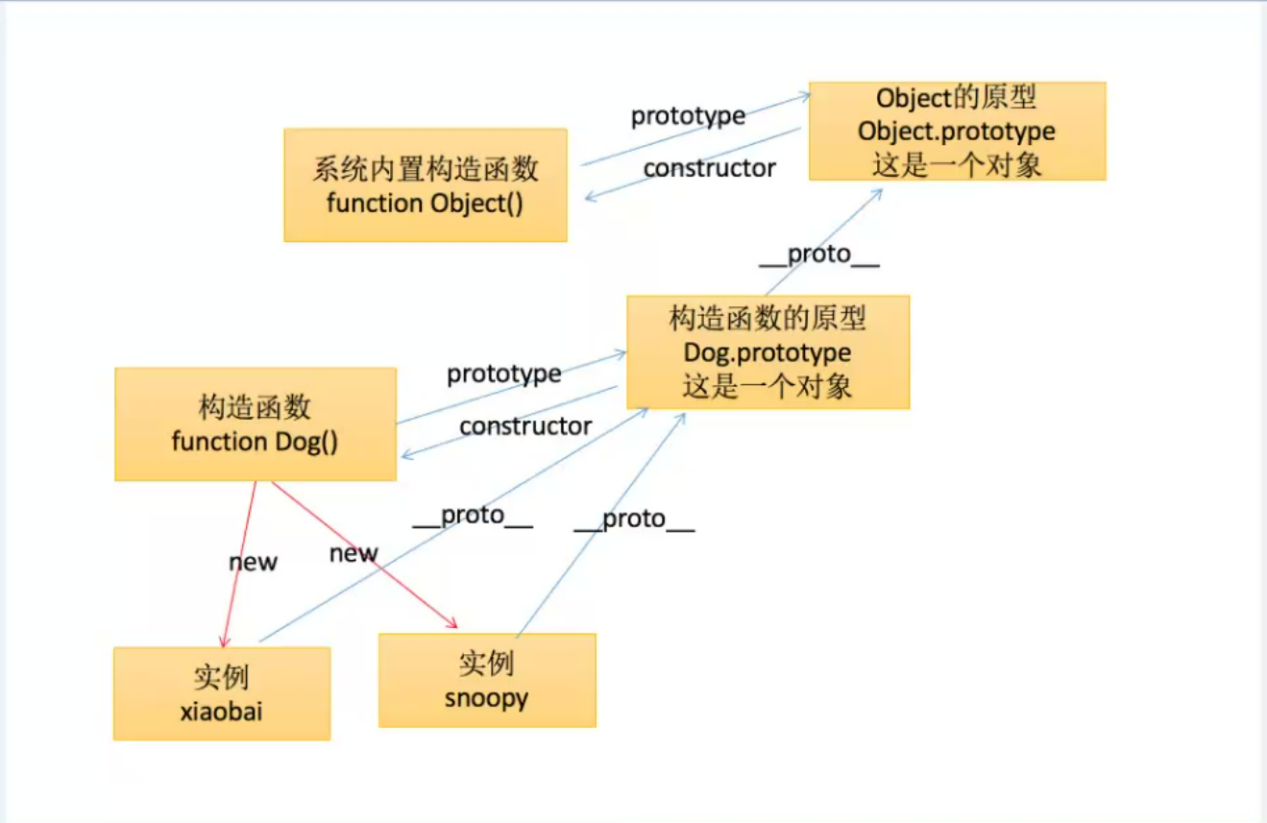 Object的原型
Object.prototype
这是一个对象
prototype
constructor
系统内置构造函数
function Object()
__proto__
构造函数的原型
Dog.prototype
这是一个对象
prototype
constructor
构造函数
function Dog()
__proto__
__proto__
new
new
实例
xiaobai
实例
snoopy